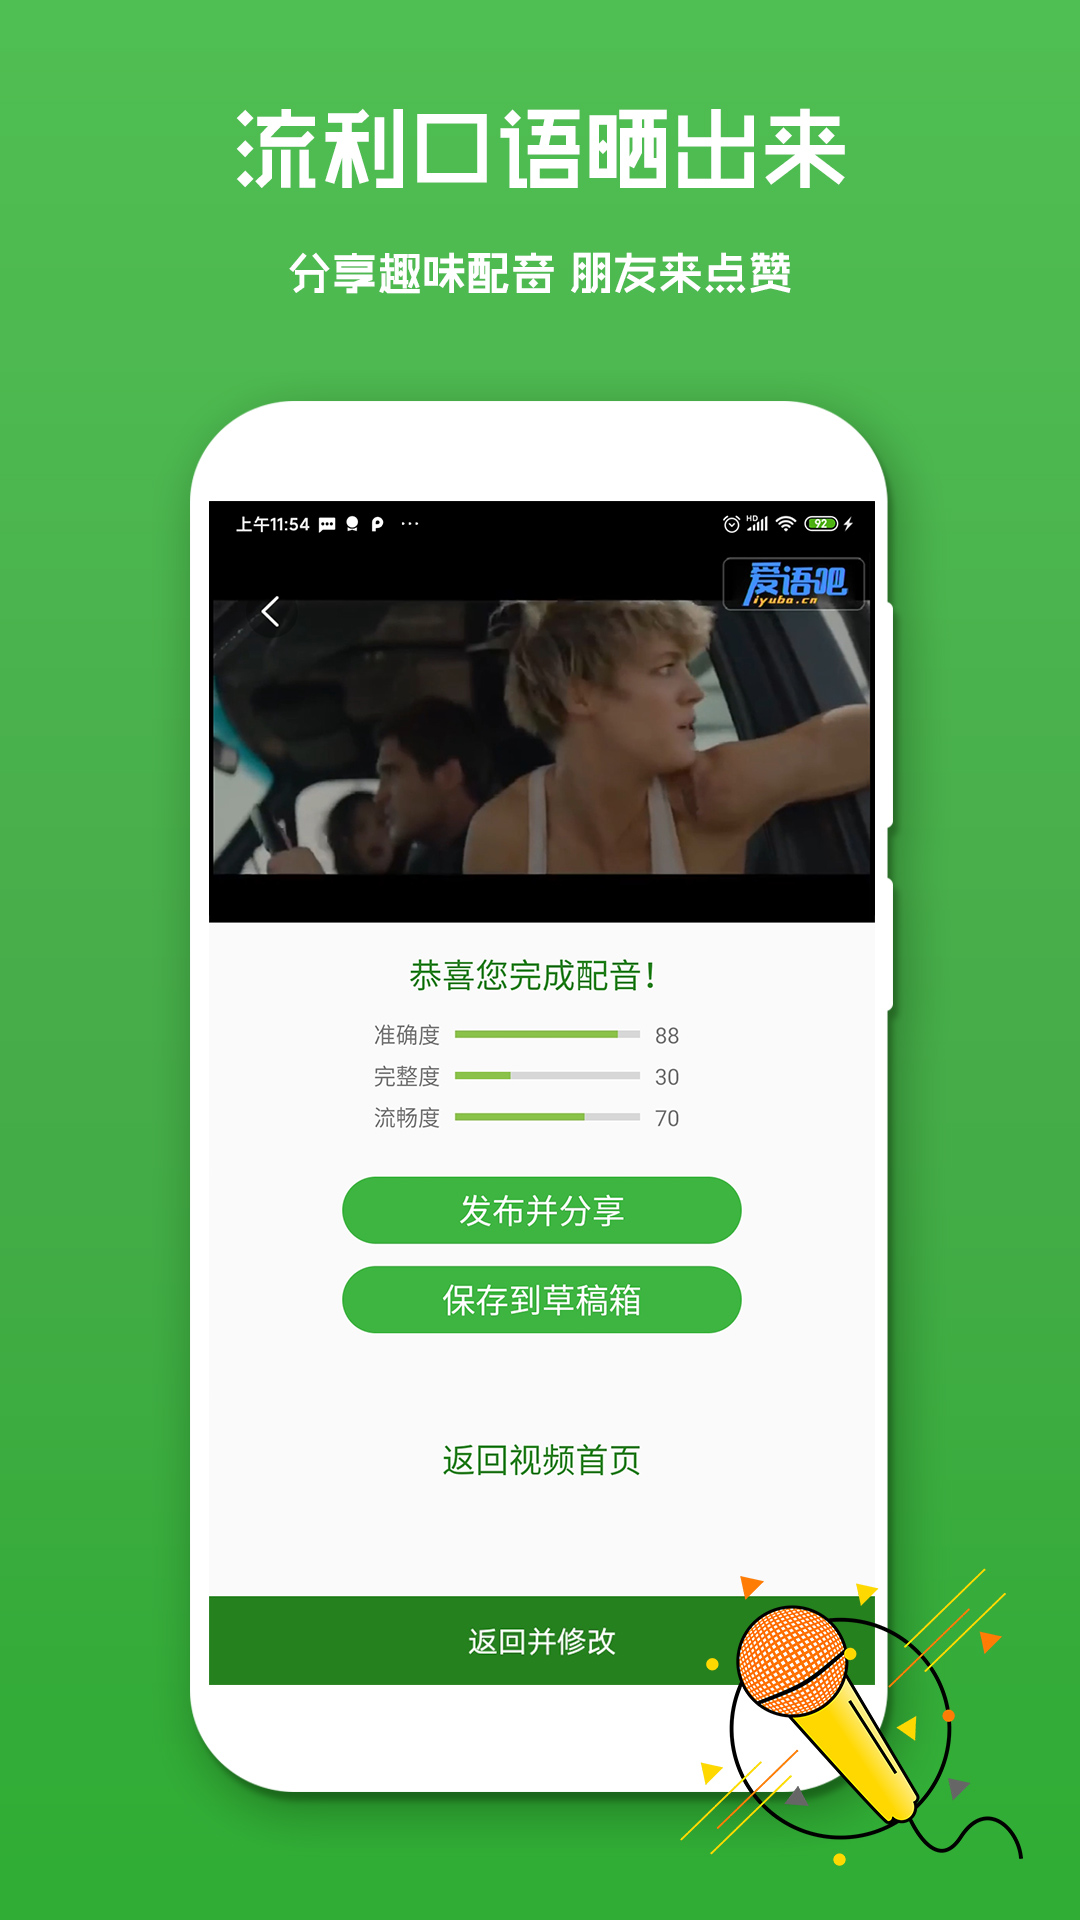 流利口语晒出来
分享趣味配音 朋友来点赞
上午11:54 ...
HD 92
爱语吧
iyuba.cn
恭喜您完成配音!
准确度 88
完整度 30
流畅度 70
发布并分享
保存到草稿箱
返回视频首页
返回并修改